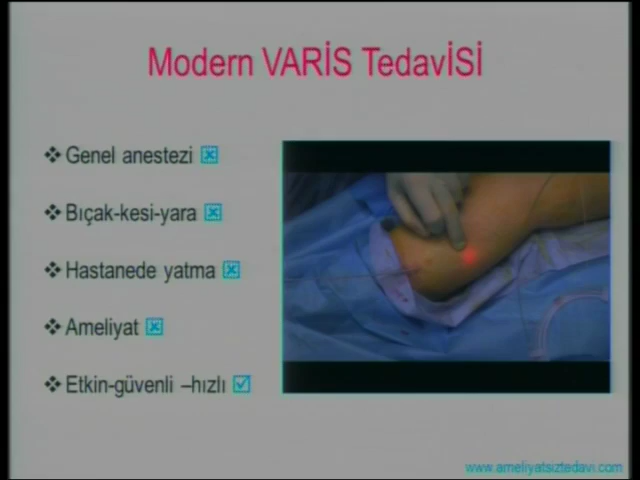 Modern VARİS TedavİSİ
❖ Genel anestezi ☒
❖ Bıçak-kesi-yara ☒
❖ Hastanede yatma ☒
❖ Ameliyat ☒
❖ Etkin-güvenli –hızlı ☑
www.ameliyatsiztedavi.com